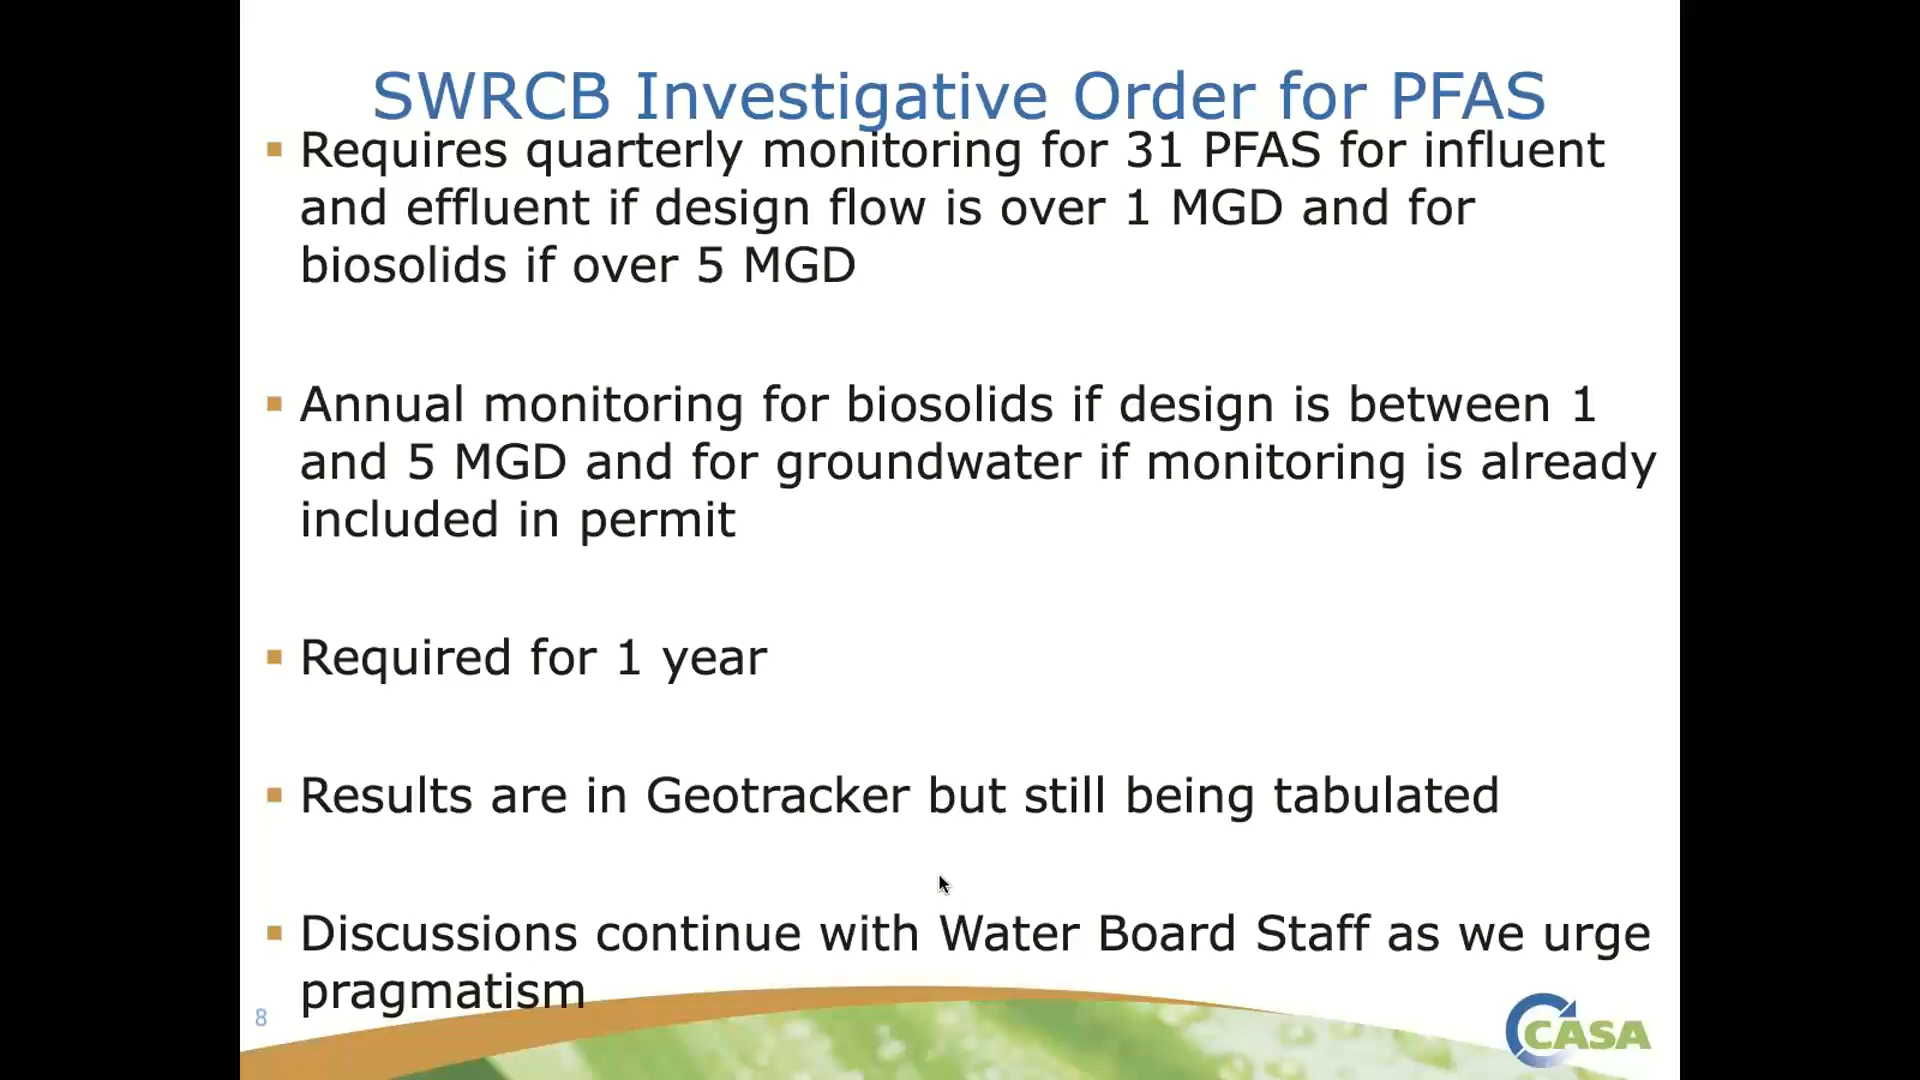 SWRCB Investigative Order for PFAS
▪ Requires quarterly monitoring for 31 PFAS for influent
and effluent if design flow is over 1 MGD and for
biosolids if over 5 MGD
▪ Annual monitoring for biosolids if design is between 1
and 5 MGD and for groundwater if monitoring is already
included in permit
▪ Required for 1 year
▪ Results are in Geotracker but still being tabulated
▪ Discussions continue with Water Board Staff as we urge
pragmatism
8
CASA